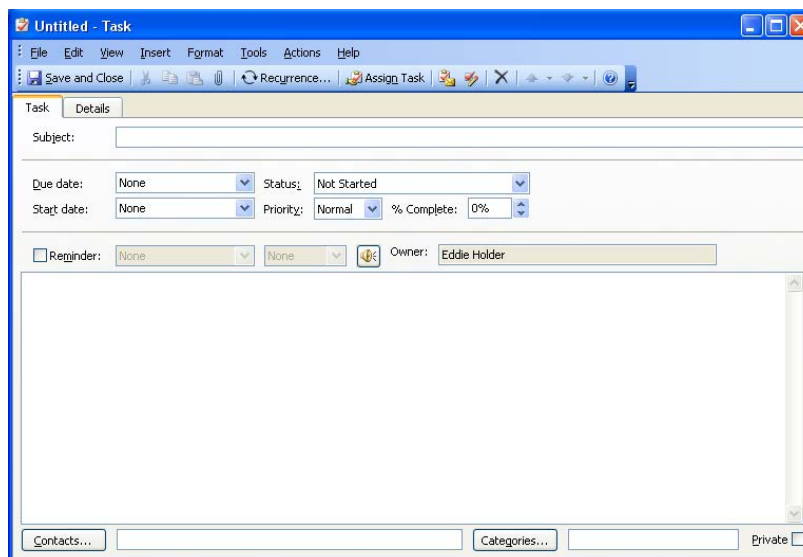 Untitled - Task
File Edit View Insert Format Tools Actions Help
Save and Close Recurrence... Assign Task
Task Details
Subject:
Due date: None Status: Not Started
Start date: None Priority: Normal % Complete: 0%
Reminder: None None Owner: Eddie Holder
Contacts... Categories... Private